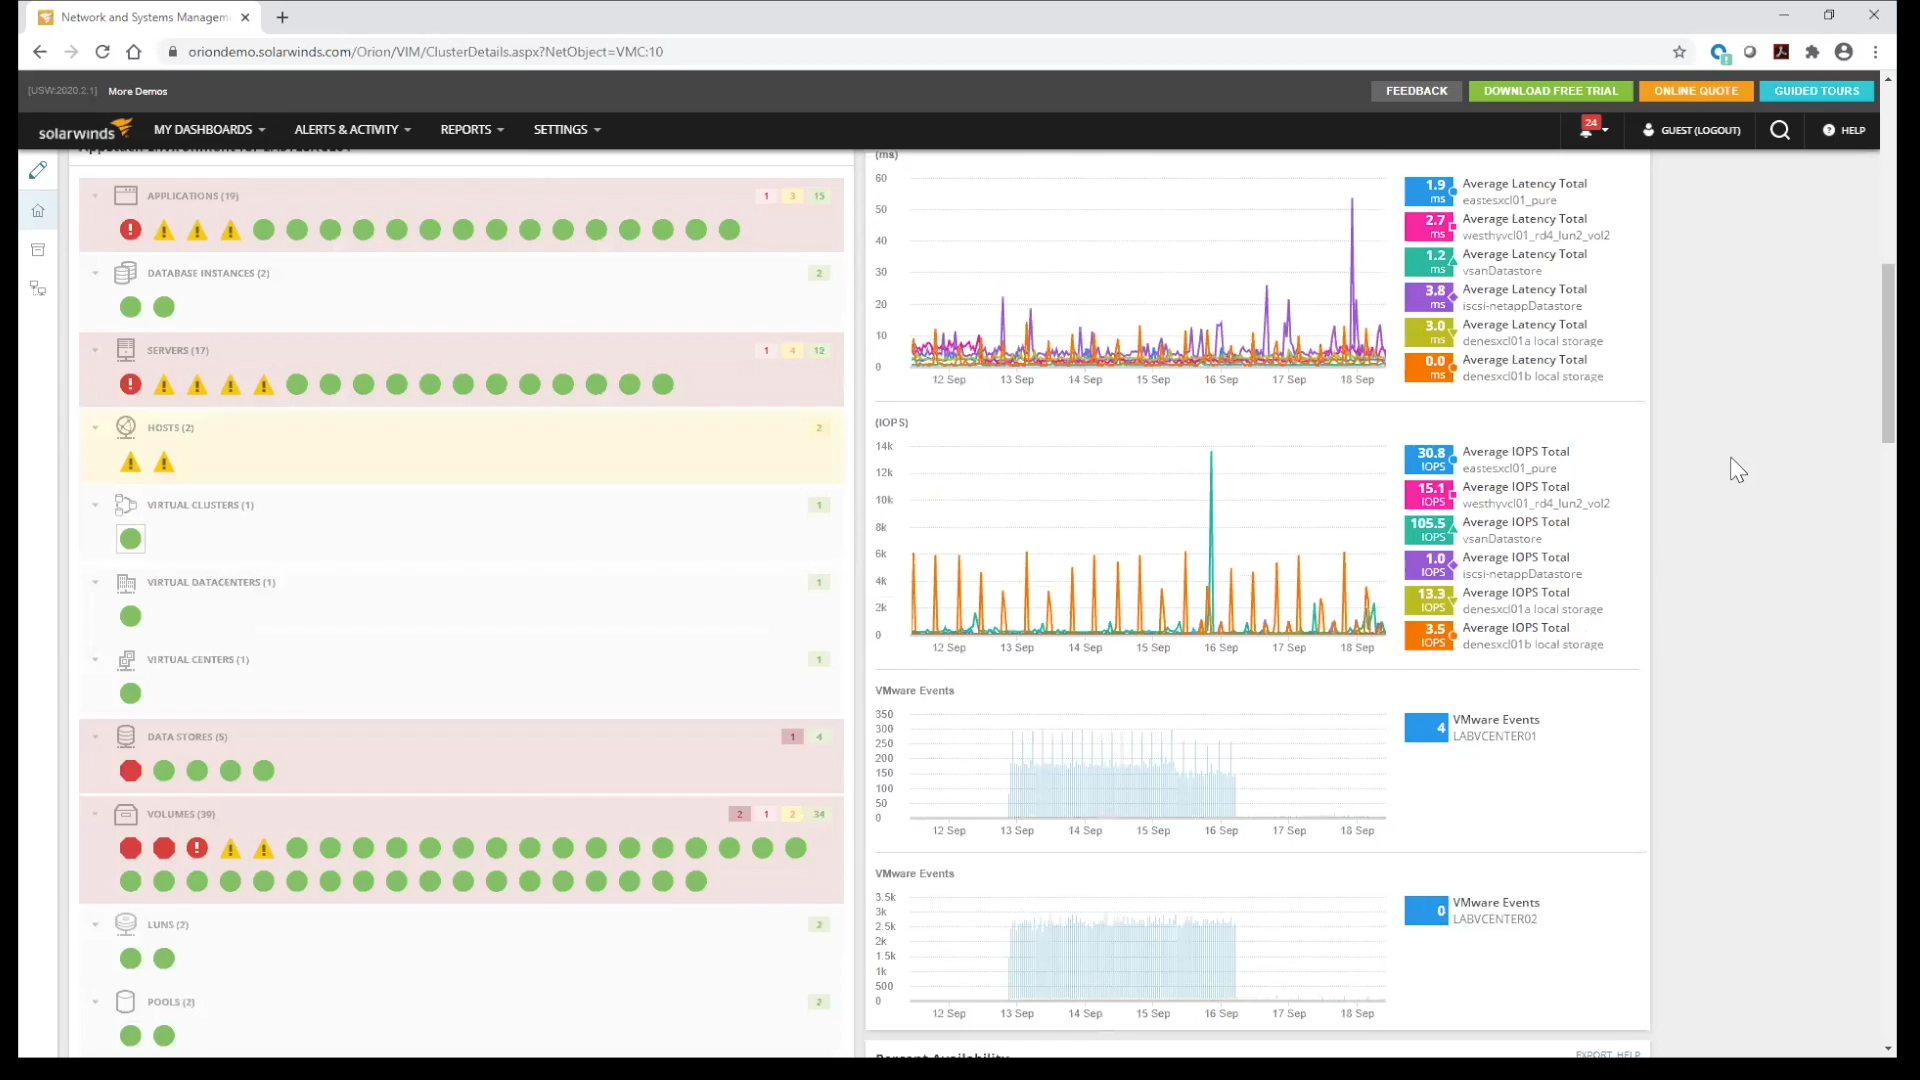 Network and Systems Managem
oriondemo.solarwinds.com/Orion/VIM/ClusterDetails.aspx?NetObject=VMC:10
[USW:2020.2.1] More Demos
FEEDBACK DOWNLOAD FREE TRIAL ONLINE QUOTE GUIDED TOURS
solarwinds MY DASHBOARDS ALERTS & ACTIVITY REPORTS SETTINGS 24 GUEST (LOGOUT) HELP
APPLICATIONS (19) 1 3 15
DATABASE INSTANCES (2) 2
SERVERS (17) 1 4 12
HOSTS (2) 2
VIRTUAL CLUSTERS (1) 1
VIRTUAL DATACENTERS (1) 1
VIRTUAL CENTERS (1) 1
DATA STORES (5) 1 4
VOLUMES (39) 2 1 2 34
LUNS (2) 2
POOLS (2) 2
(ms)
60
50
40
30
20
10
0
12 Sep 13 Sep 14 Sep 15 Sep 16 Sep 17 Sep 18 Sep
1.9 ms Average Latency Total
eastesxcl01_pure
2.7 ms Average Latency Total
westhyvcl01_rd4_lun2_vol2
1.2 ms Average Latency Total
vsanDatastore
3.8 ms Average Latency Total
iscsi-netappDatastore
3.0 ms Average Latency Total
denesxcl01a local storage
0.0 ms Average Latency Total
denesxcl01b local storage
(IOPS)
14k
12k
10k
8k
6k
4k
2k
0
12 Sep 13 Sep 14 Sep 15 Sep 16 Sep 17 Sep 18 Sep
30.8 IOPS Average IOPS Total
eastesxcl01_pure
15.1 IOPS Average IOPS Total
westhyvcl01_rd4_lun2_vol2
105.5 IOPS Average IOPS Total
vsanDatastore
1.0 IOPS Average IOPS Total
iscsi-netappDatastore
13.3 IOPS Average IOPS Total
denesxcl01a local storage
3.5 IOPS Average IOPS Total
denesxcl01b local storage
VMware Events
350
300
250
200
150
100
50
0
12 Sep 13 Sep 14 Sep 15 Sep 16 Sep 17 Sep 18 Sep
4 VMware Events
LABVCENTER01
VMware Events
3.5k
3k
2.5k
2k
1.5k
1k
500
0
12 Sep 13 Sep 14 Sep 15 Sep 16 Sep 17 Sep 18 Sep
0 VMware Events
LABVCENTER02
Percent Availability
EXPORT HELP